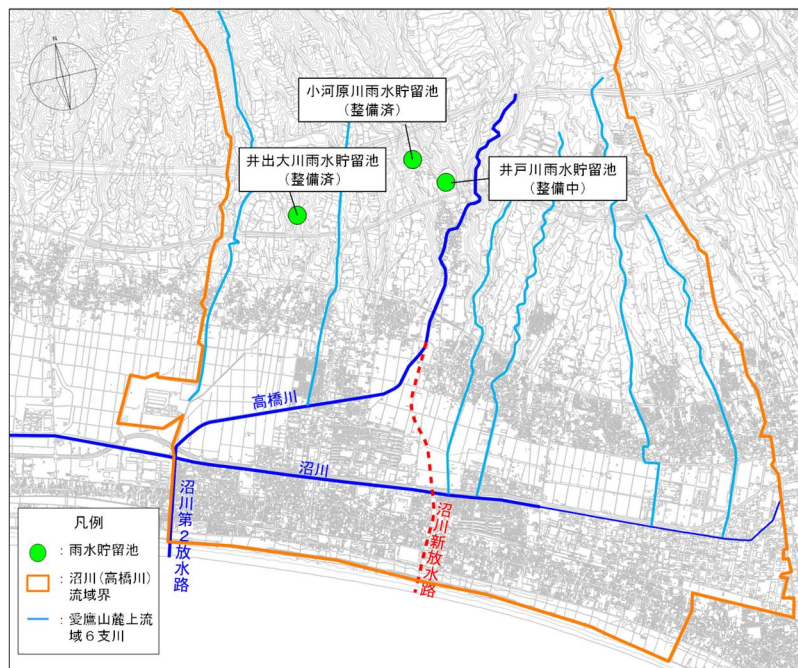 N
小河原川雨水貯留池
(整備済)
井出大川雨水貯留池
(整備済)
井戸川雨水貯留池
(整備中)
高橋川
沼川
沼川第2放水路
沼川新放水路
凡例
:雨水貯留池
:沼川(高橋川)
流域界
:愛鷹山麓上流
域6支川